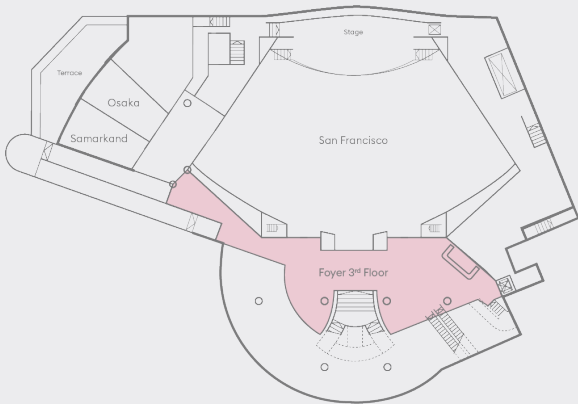 Stage
Terrace
Osaka
Samarkand
San Francisco
Foyer 3rd Floor